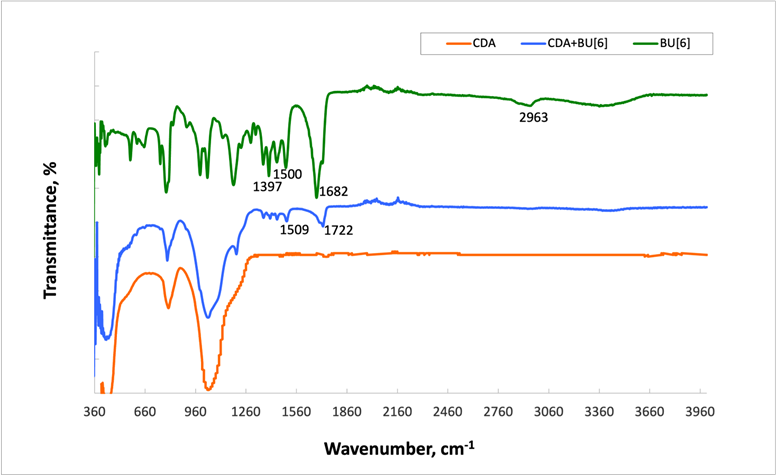 CDA CDA+BU[6] BU[6]
2963
1500
1397 1682
1509 1722
Transmittance, %
360 660 960 1260 1560 1860 2160 2460 2760 3060 3360 3660 3960
Wavenumber, cm-1